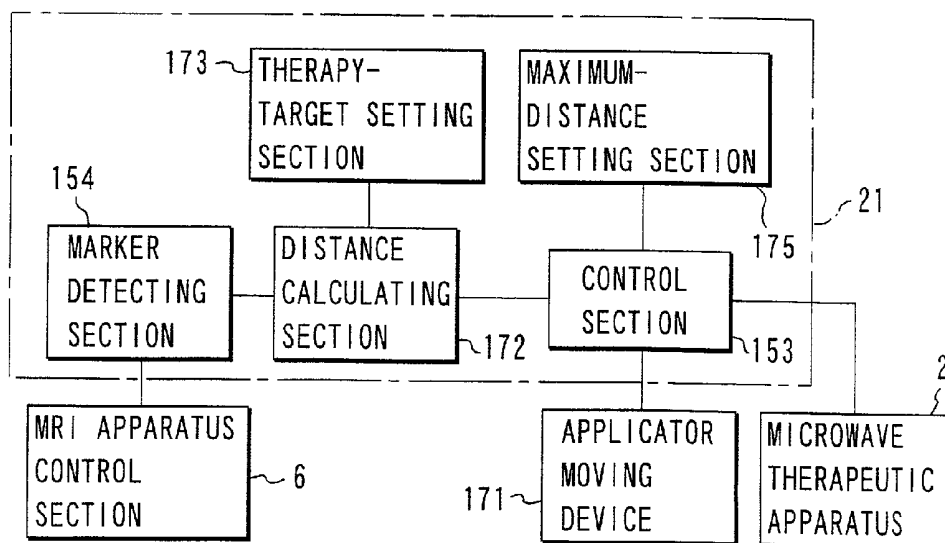 173
THERAPY-
TARGET SETTING
SECTION
MAXIMUM-
DISTANCE
SETTING SECTION
175
21
154
MARKER
DETECTING
SECTION
DISTANCE
CALCULATING
SECTION
172
CONTROL
SECTION
153
MRI APPARATUS
CONTROL
SECTION
6
APPLICATOR
MOVING
DEVICE
171
2
MICROWAVE
THERAPEUTIC
APPARATUS